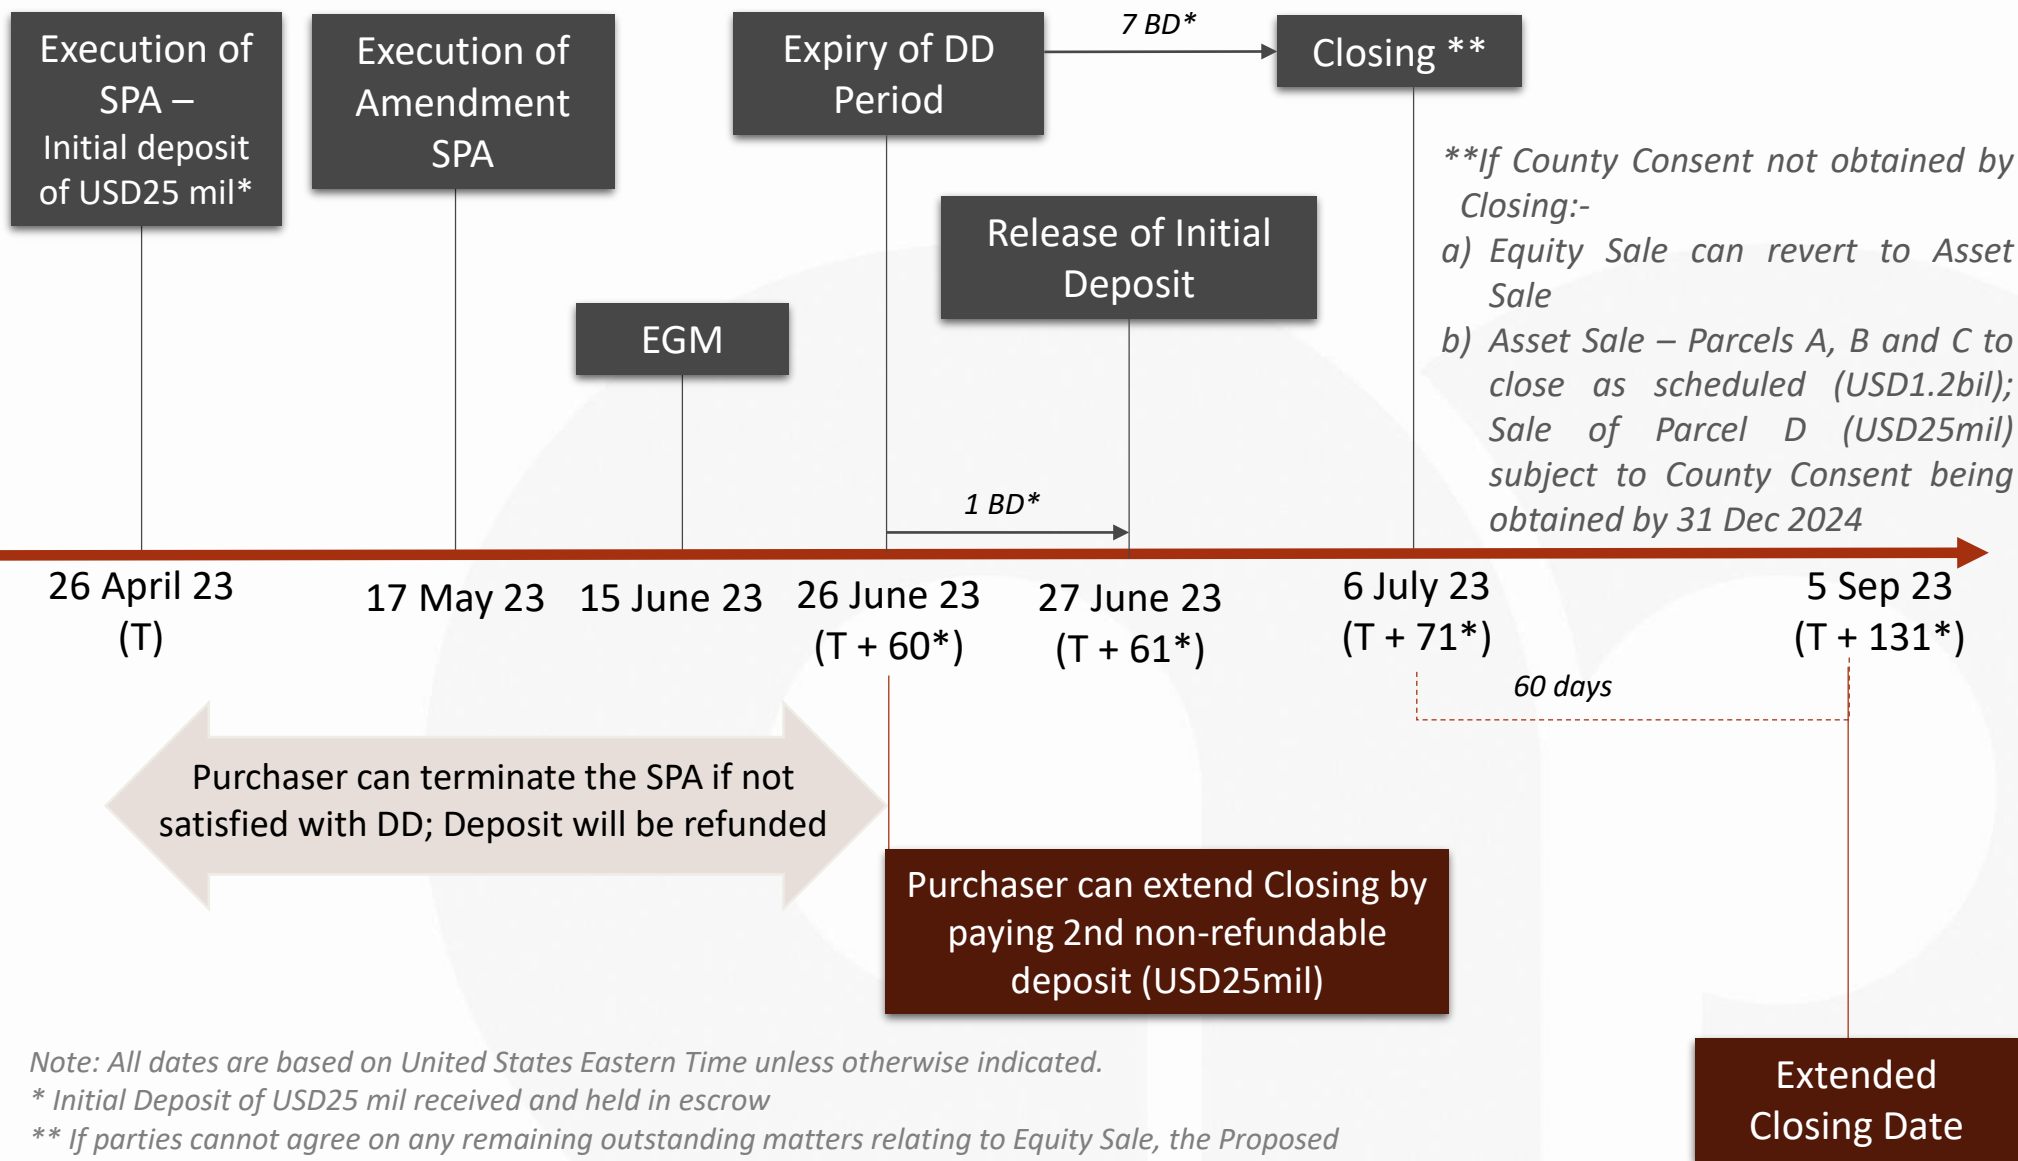 Execution of
SPA –
Initial deposit
of USD25 mil*
Execution of
Amendment
SPA
EGM
Expiry of DD
Period
7 BD*
Closing **
Release of Initial
Deposit
1 BD*
**If County Consent not obtained by
Closing:-
a) Equity Sale can revert to Asset
Sale
b) Asset Sale – Parcels A, B and C to
close as scheduled (USD1.2bil);
Sale of Parcel D (USD25mil)
subject to County Consent being
obtained by 31 Dec 2024
26 April 23
(T)
17 May 23
15 June 23
26 June 23
(T + 60*)
27 June 23
(T + 61*)
6 July 23
(T + 71*)
5 Sep 23
(T + 131*)
60 days
Purchaser can terminate the SPA if not
satisfied with DD; Deposit will be refunded
Purchaser can extend Closing by
paying 2nd non-refundable
deposit (USD25mil)
Extended
Closing Date
Note: All dates are based on United States Eastern Time unless otherwise indicated.
* Initial Deposit of USD25 mil received and held in escrow
** If parties cannot agree on any remaining outstanding matters relating to Equity Sale, the Proposed